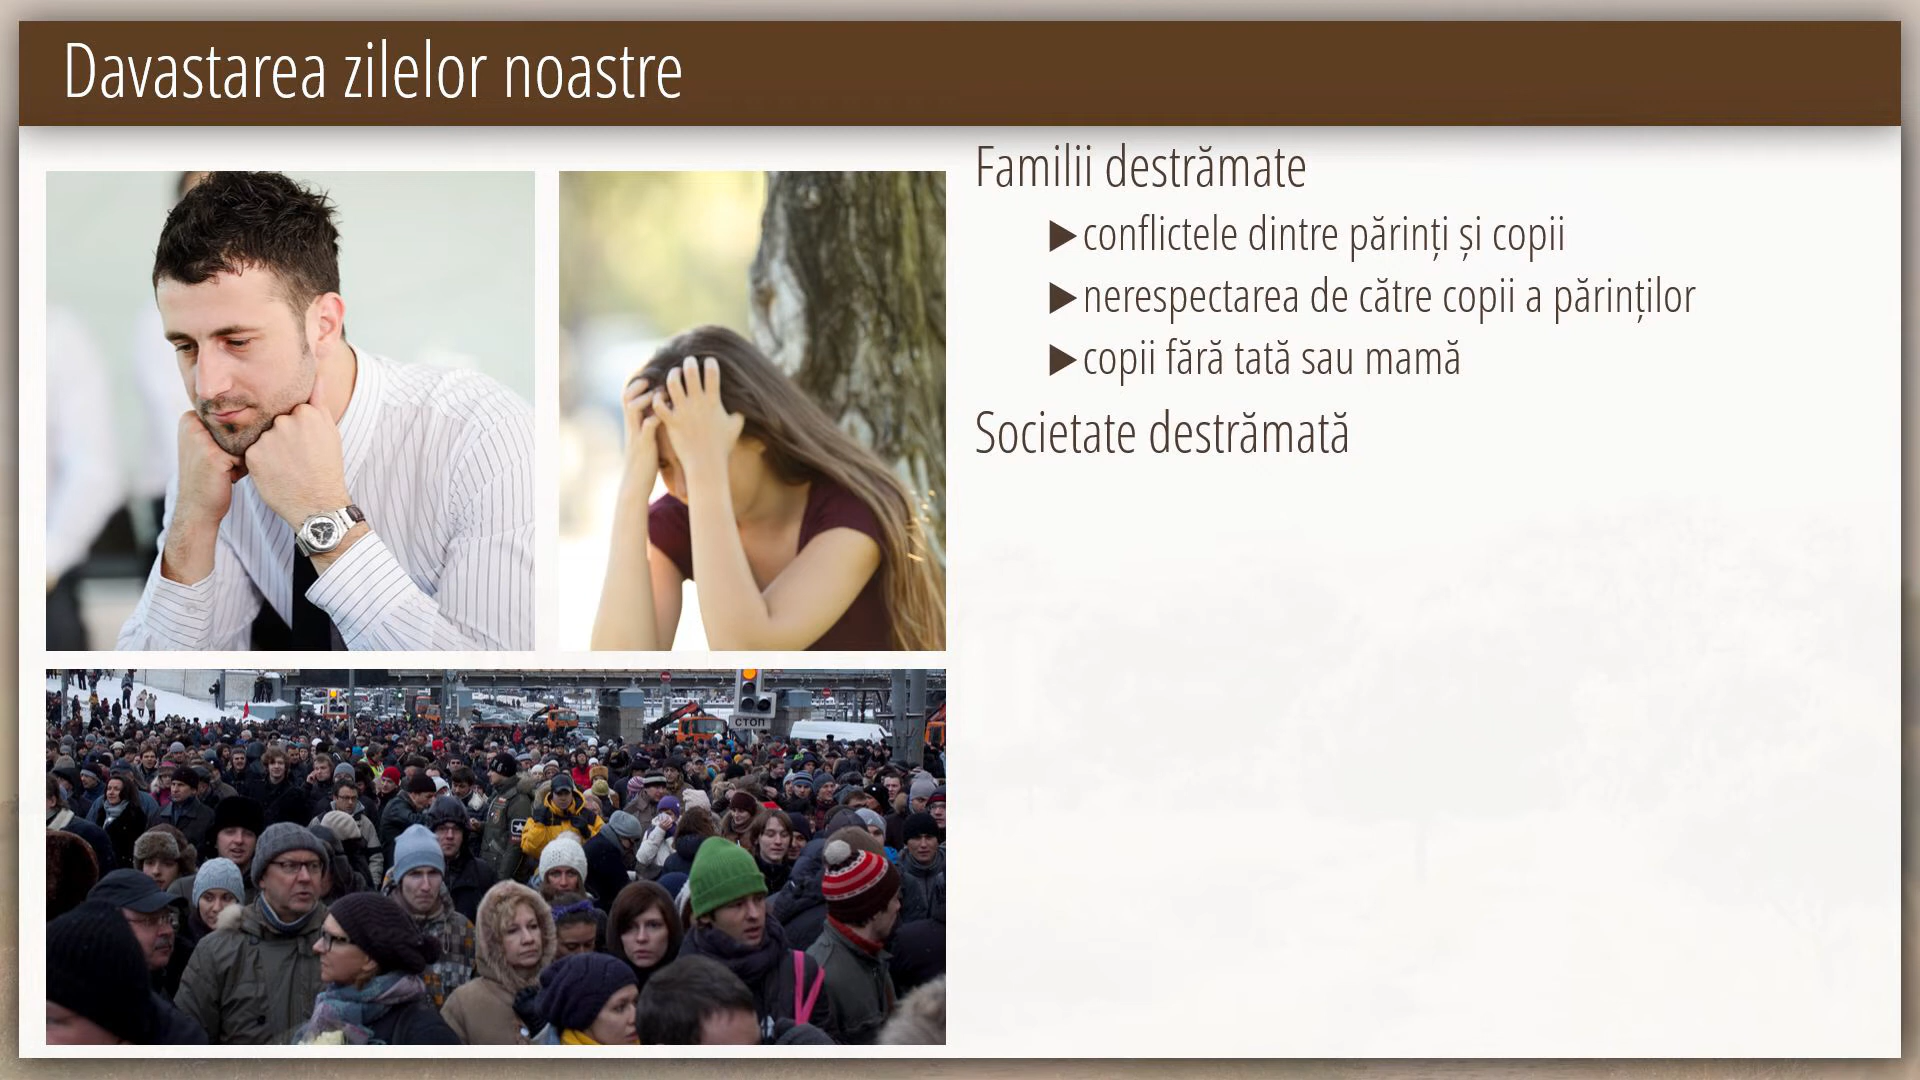 Davastarea zilelor noastre
Familii destrămate
▶conflictele dintre părinți și copii
▶nerespectarea de către copii a părinților
▶copii fără tată sau mamă
Societate destrămată
СТОП